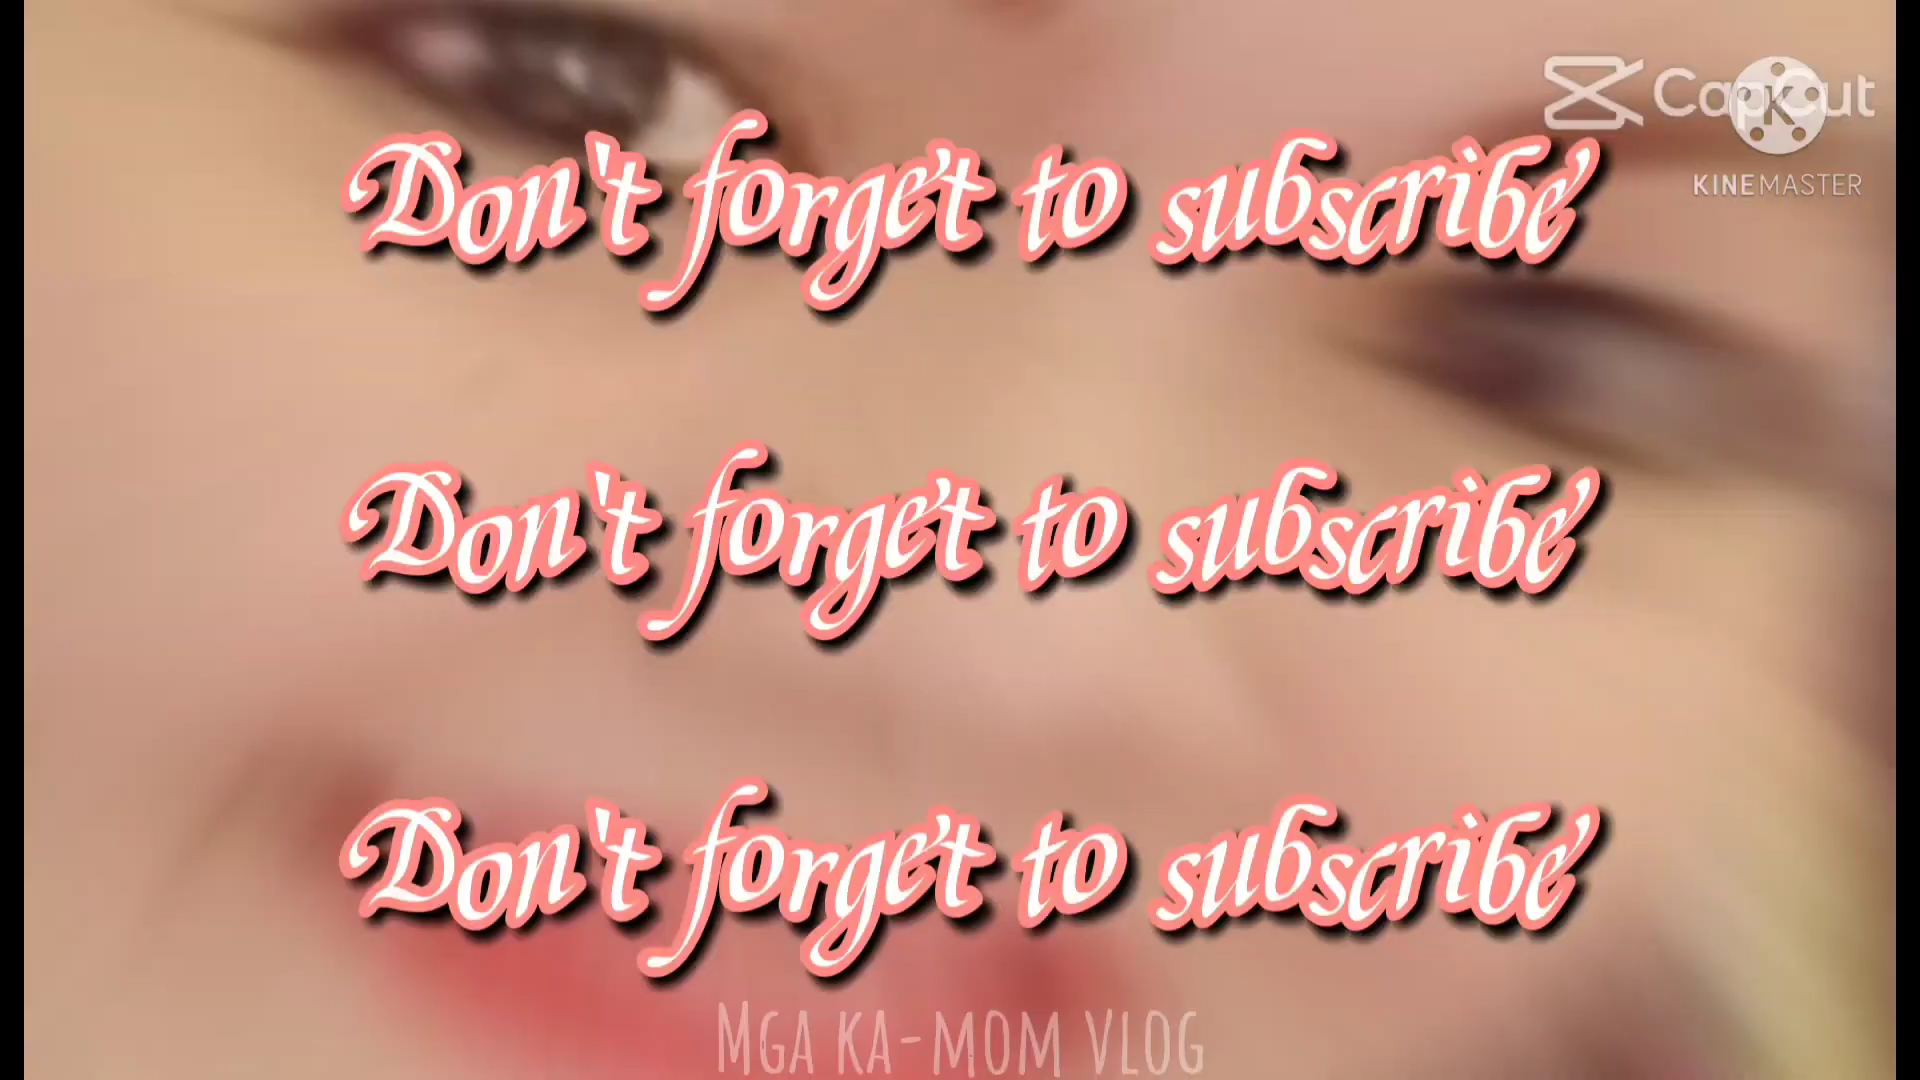 CapCut
KINEMASTER
Don't forget to subscribe
Don't forget to subscribe
Don't forget to subscribe
MGA KA-MOM VLOG